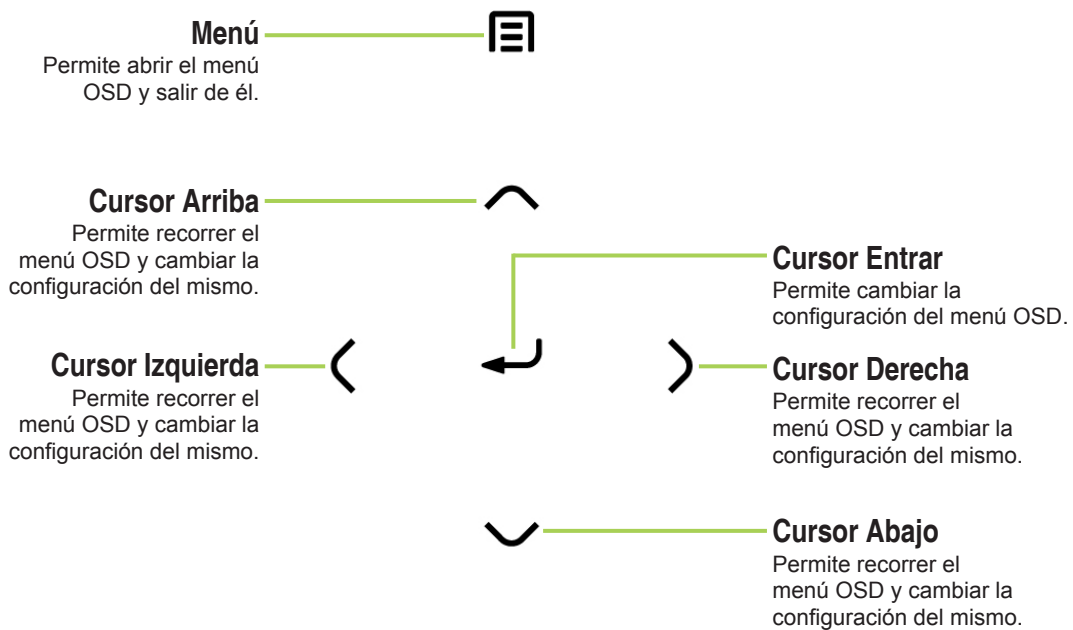 Menú
Permite abrir el menú
OSD y salir de él.
Cursor Arriba
Permite recorrer el
menú OSD y cambiar la
configuración del mismo.
Cursor Entrar
Permite cambiar la
configuración del menú OSD.
Cursor Izquierda
Permite recorrer el
menú OSD y cambiar la
configuración del mismo.
Cursor Derecha
Permite recorrer el
menú OSD y cambiar la
configuración del mismo.
Cursor Abajo
Permite recorrer el
menú OSD y cambiar la
configuración del mismo.